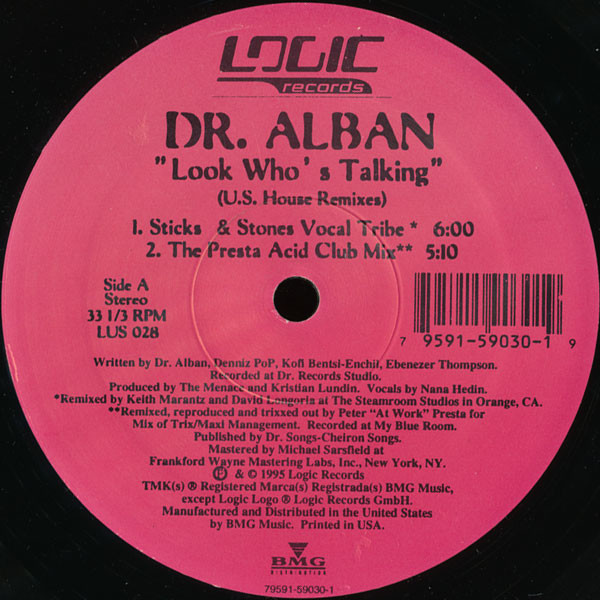 LOGIC
records
DR. ALBAN
"Look Who's Talking"
(U.S. House Remixes)
1. Sticks & Stones Vocal Tribe * 6:00
2. The Presta Acid Club Mix** 5:10
Side A
Stereo
33 1/3 RPM
LUS 028
7 9591-59030-1 9
Written by Dr. Alban, Denniz PoP, Kofi Bentsi-Enchil, Ebenezer Thompson.
Recorded at Dr. Records Studio.
Produced by The Menace and Kristian Lundin. Vocals by Nana Hedin.
*Remixed by Keith Marantz and David Longoria at The Steamroom Studios in Orange, CA.
**Remixed, reproduced and trixxed out by Peter "At Work" Presta for
Mix of Trix/Maxi Management. Recorded at My Blue Room.
Published by Dr. Songs-Cheiron Songs.
Mastered by Michael Sarsfield at
Frankford Wayne Mastering Labs, Inc., New York, NY.
℗ & © 1995 Logic Records
TMK(s) ® Registered Marca(s) Registrada(s) BMG Music,
except Logic Logo ® Logic Records GmbH.
Manufactured and Distributed in the United States
by BMG Music. Printed in USA.
BMG
DISTRIBUTION
79591-59030-1